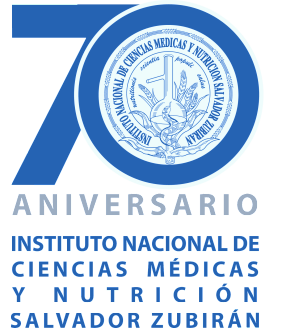 70
INSTITUTO NACIONAL DE CIENCIAS MEDICAS Y NUTRICION SALVADOR ZUBIRAN
ANIVERSARIO
INSTITUTO NACIONAL DE
CIENCIAS MÉDICAS
Y NUTRICIÓN
SALVADOR ZUBIRÁN